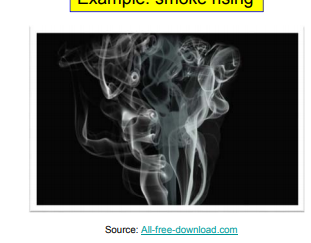 Example: smoke rising
Source: All-free-download.com